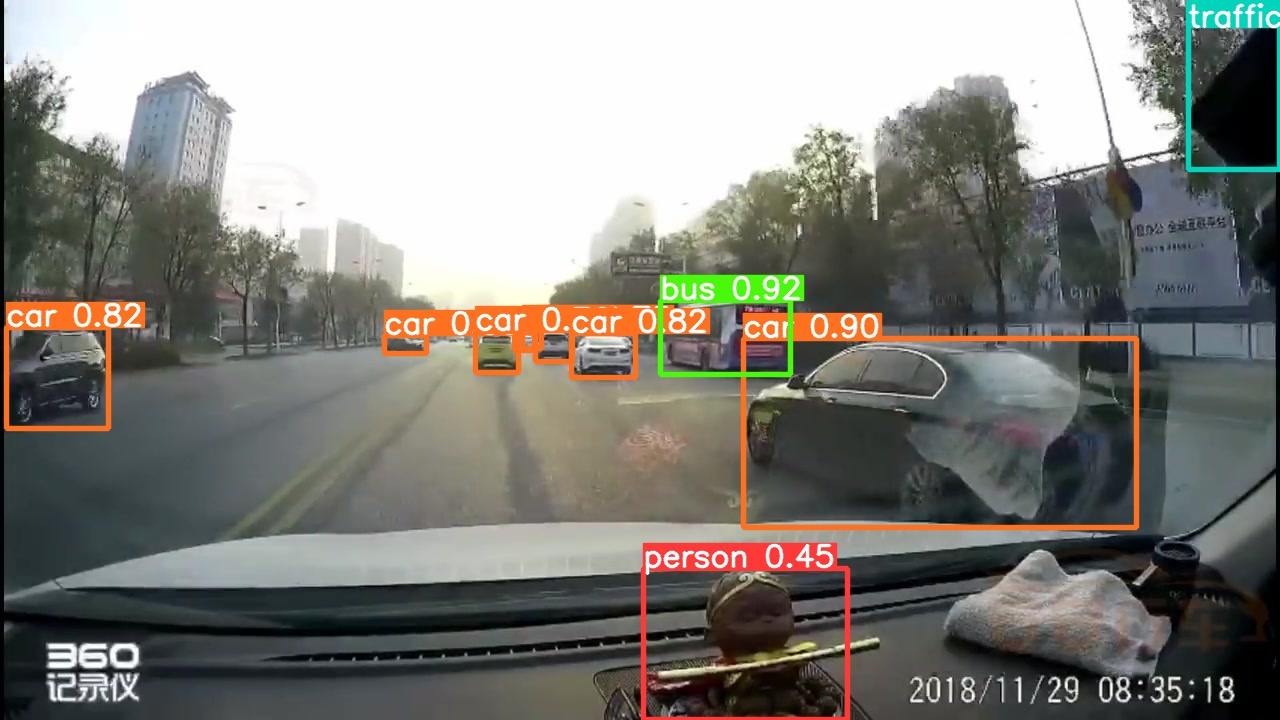 traffic
car 0.82
car 0
car 0.
car 0.82
bus 0.92
car 0.90
person 0.45
360
记录仪
2018/11/29 08:35:18